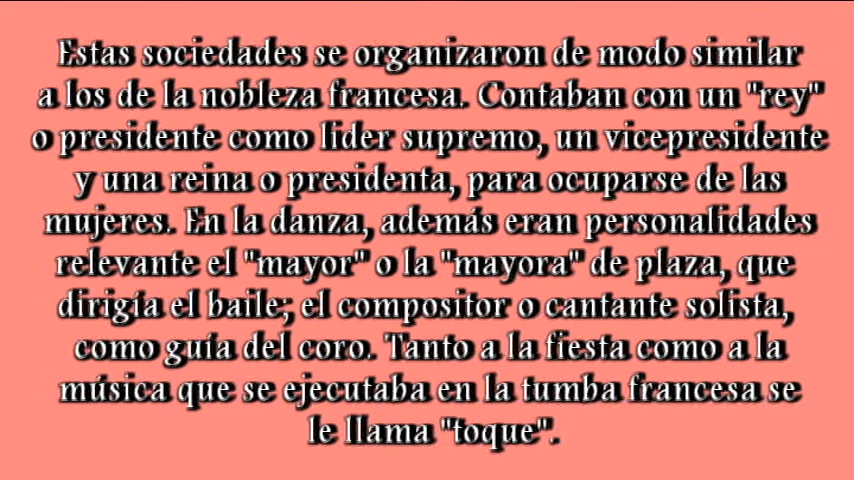 Estas sociedades se organizaron de modo similar
a los de la nobleza francesa. Contaban con un "rey"
o presidente como líder supremo, un vicepresidente
y una reina o presidenta, para ocuparse de las
mujeres. En la danza, además eran personalidades
relevante el "mayor" o la "mayora" de plaza, que
dirigía el baile; el compositor o cantante solista,
como guía del coro. Tanto a la fiesta como a la
música que se ejecutaba en la tumba francesa se
le llama "toque".